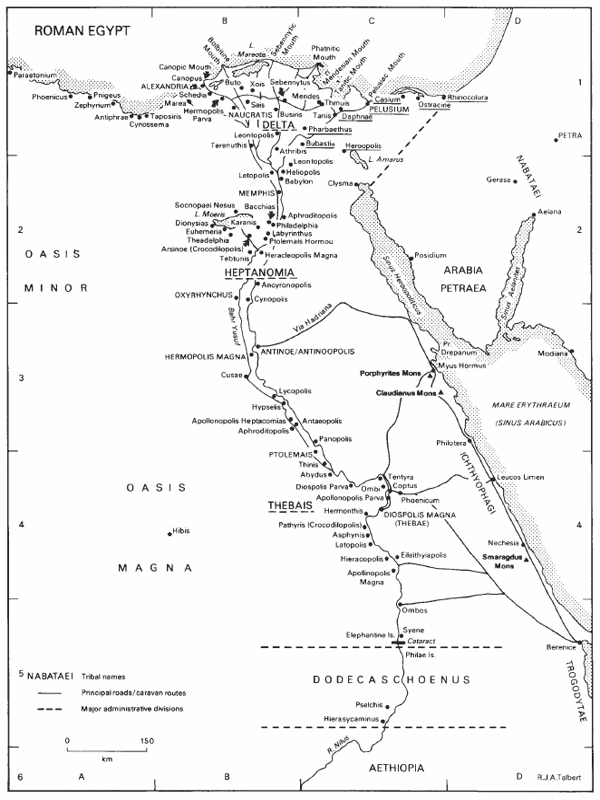 ROMAN EGYPT
B
C
D
Bolbitine Mouth
L. Mareotis
Sebennytic Mouth
Phatnitic Mouth
Mendesian Mouth
Tanitic Mouth
Pelusiac Mouth
Canopic Mouth
Canopus
ALEXANDRIA
Paraetonium
Phoenicus
Pnigeus
Zephyrium
Antiphrae
Cynossema
Taposiris
Marea
Schedia
Hermopolis Parva
Buto
Xois
Sais
NAUCRATIS
Sebennytus
Busiris
Mendes
Thmuis
Tanis
Daphnae
Casium
PELUSIUM
Ostracine
Rhinocolura
1
DELTA
Pharbaethus
Leontopolis
Terenuthis
Bubastis
Heroopolis
Athribis
L. Amarus
PETRA
Leontopolis
Letopolis
Heliopolis
Babylon
Clysma
NABATAEI
Gerasa
MEMPHIS
Aelana
Socnopaei Nesus
Bacchias
Aphroditopolis
L. Moeris
Dionysias
Karanis
Philadelphia
2
Euhemeria
Labyrinthus
Theadelphia
Ptolemais Hormou
Arsinoe (Crocodilopolis)
Tebtunis
Heracleopolis Magna
OASIS
MINOR
HEPTANOMIA
Posidium
ARABIA
PETRAEA
Sinus Heroopoliticus
Sinus Aelanites
Ancyronopolis
OXYRHYNCHUS
Cynopolis
Bahr Yusuf
Via Hadriana
HERMOPOLIS MAGNA
ANTINOE/ANTINOOPOLIS
Pr. Drepanum
Modiana
Myus Hormus
Cusae
Porphyrites Mons
3
Claudianus Mons
MARE ERYTHRAEUM
(SINUS ARABICUS)
Lycopolis
Hypselis
Apollonopolis Heptacomias
Antaeopolis
Aphroditopolis
Panopolis
Philotera
PTOLEMAIS
Thinis
Abydus
ICHTHYOPHAGI
Tentyra
Leucos Limen
OASIS
Diospolis Parva
Ombi
Coptus
Apollonopolis Parva
Phoenicum
THEBAIS
Hermonthis
DIOSPOLIS MAGNA
(THEBAE)
Hibis
Pathyris (Crocodilopolis)
4
Asphynis
Latopolis
Nechesia
MAGNA
Hieracopolis
Eileithyiapolis
Smaragdus Mons
Apollinopolis Magna
Ombos
Syene
Elephantine Is.
Cataract
Philae Is.
Berenice
TROGODYTAE
5
NABATAEI Tribal names
DODECASCHOENUS
Principal roads/caravan routes
Major administrative divisions
Pselchis
Hierasycaminus
0 150
km
R. Nilus
AETHIOPIA
R.J.A.Talbert
6
A
B
C
D